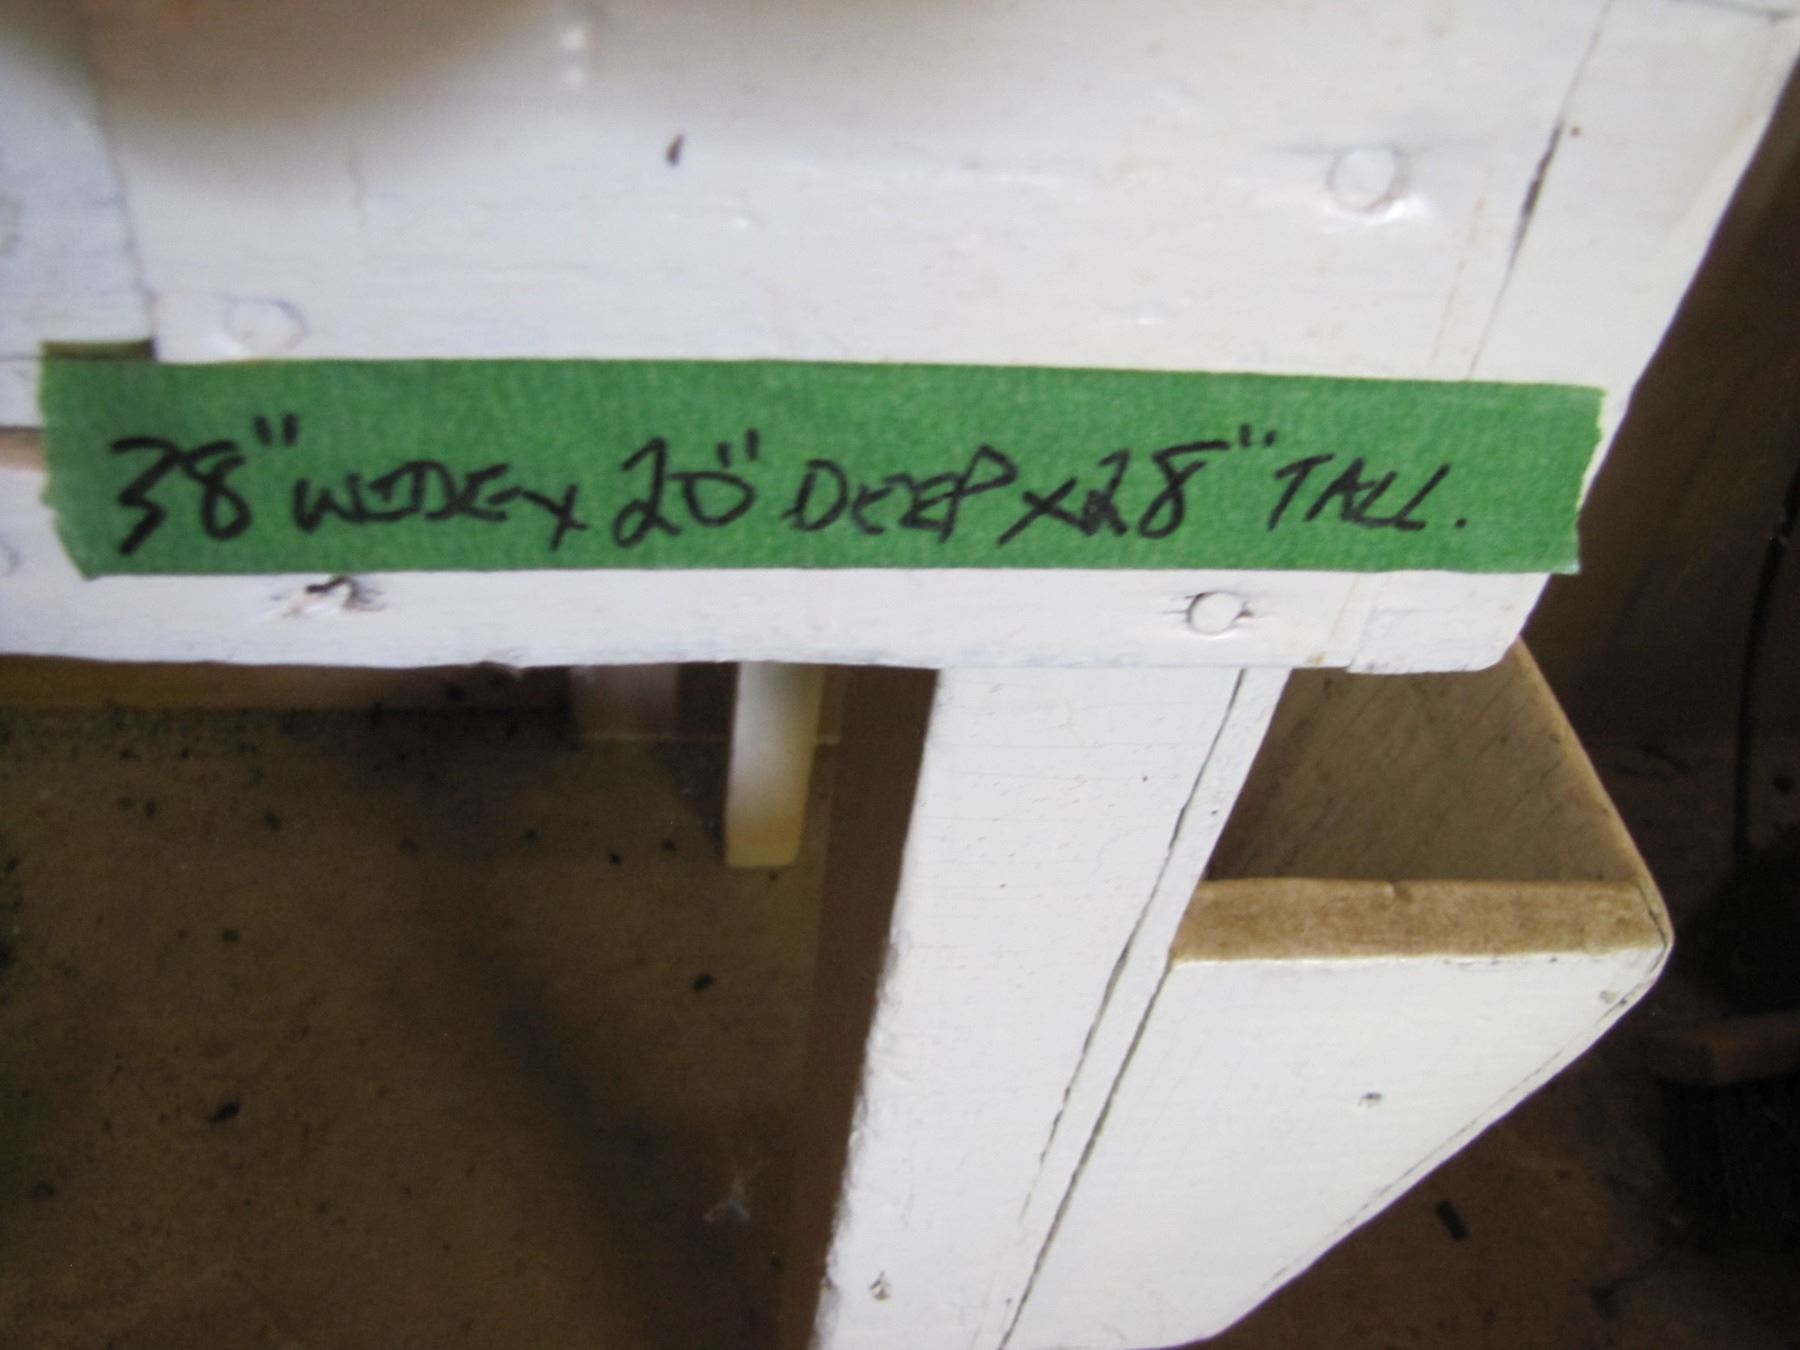 38" WIDE x 20" DEEP x 28" TALL.